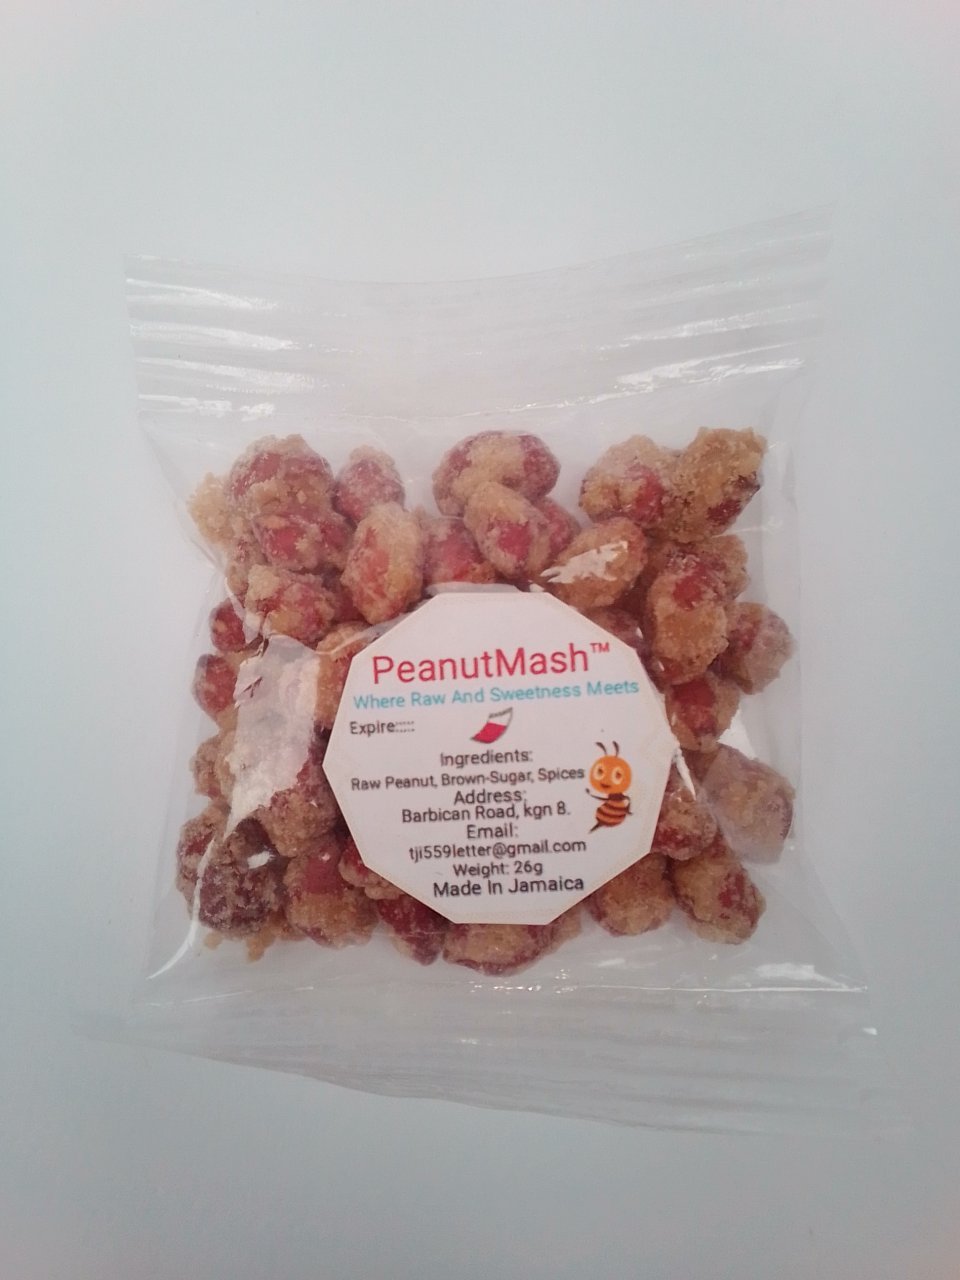 PeanutMash™
Where Raw And Sweetness Meets
Expire:::::
Ingredients:
Raw Peanut, Brown-Sugar, Spices
Address:
Barbican Road, kgn 8.
Email:
tji559letter@gmail.com
Weight: 26g
Made In Jamaica